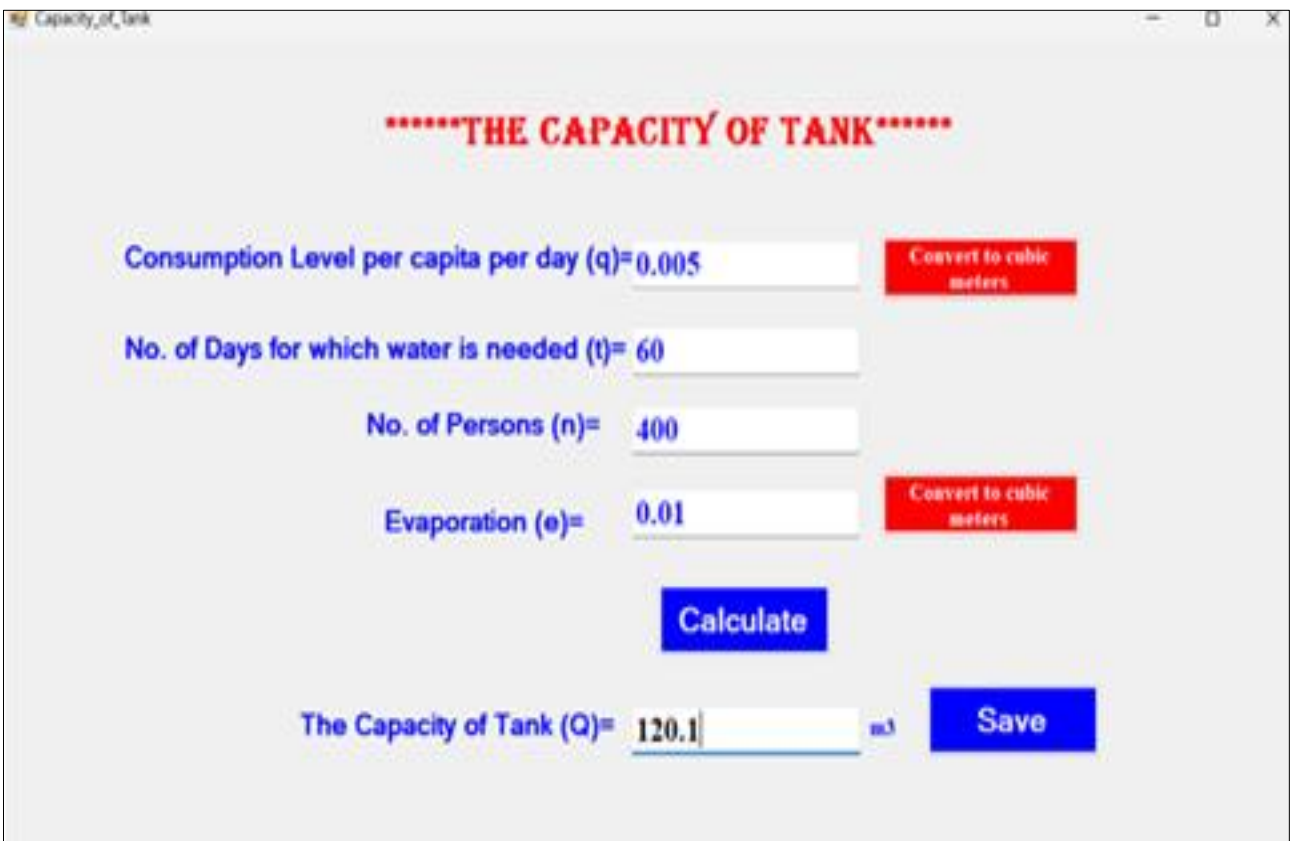 Capacity_of_Tank
******THE CAPACITY OF TANK******
Consumption Level per capita per day (q)= 0.005
Convert to cubic
meters
No. of Days for which water is needed (t)= 60
No. of Persons (n)= 400
Evaporation (e)= 0.01
Convert to cubic
meters
Calculate
The Capacity of Tank (Q)= 120.1 m3
Save